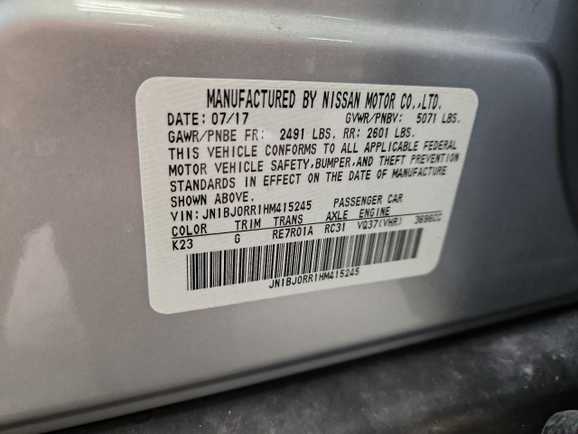 MANUFACTURED BY NISSAN MOTOR CO.,LTD.
DATE: 07/17 GVWR/PNBV: 5071 LBS.
GAWR/PNBE FR: 2491 LBS. RR: 2601 LBS.
THIS VEHICLE CONFORMS TO ALL APPLICABLE FEDERAL
MOTOR VEHICLE SAFETY, BUMPER, AND THEFT PREVENTION
STANDARDS IN EFFECT ON THE DATE OF MANUFACTURE
SHOWN ABOVE.
VIN: JN1BJ0RR1HM415245 PASSENGER CAR
COLOR TRIM TRANS AXLE ENGINE
K23 G RE7R01A RC31 VQ37(VHR) 3696CC
JN1BJ0RR1HM415245